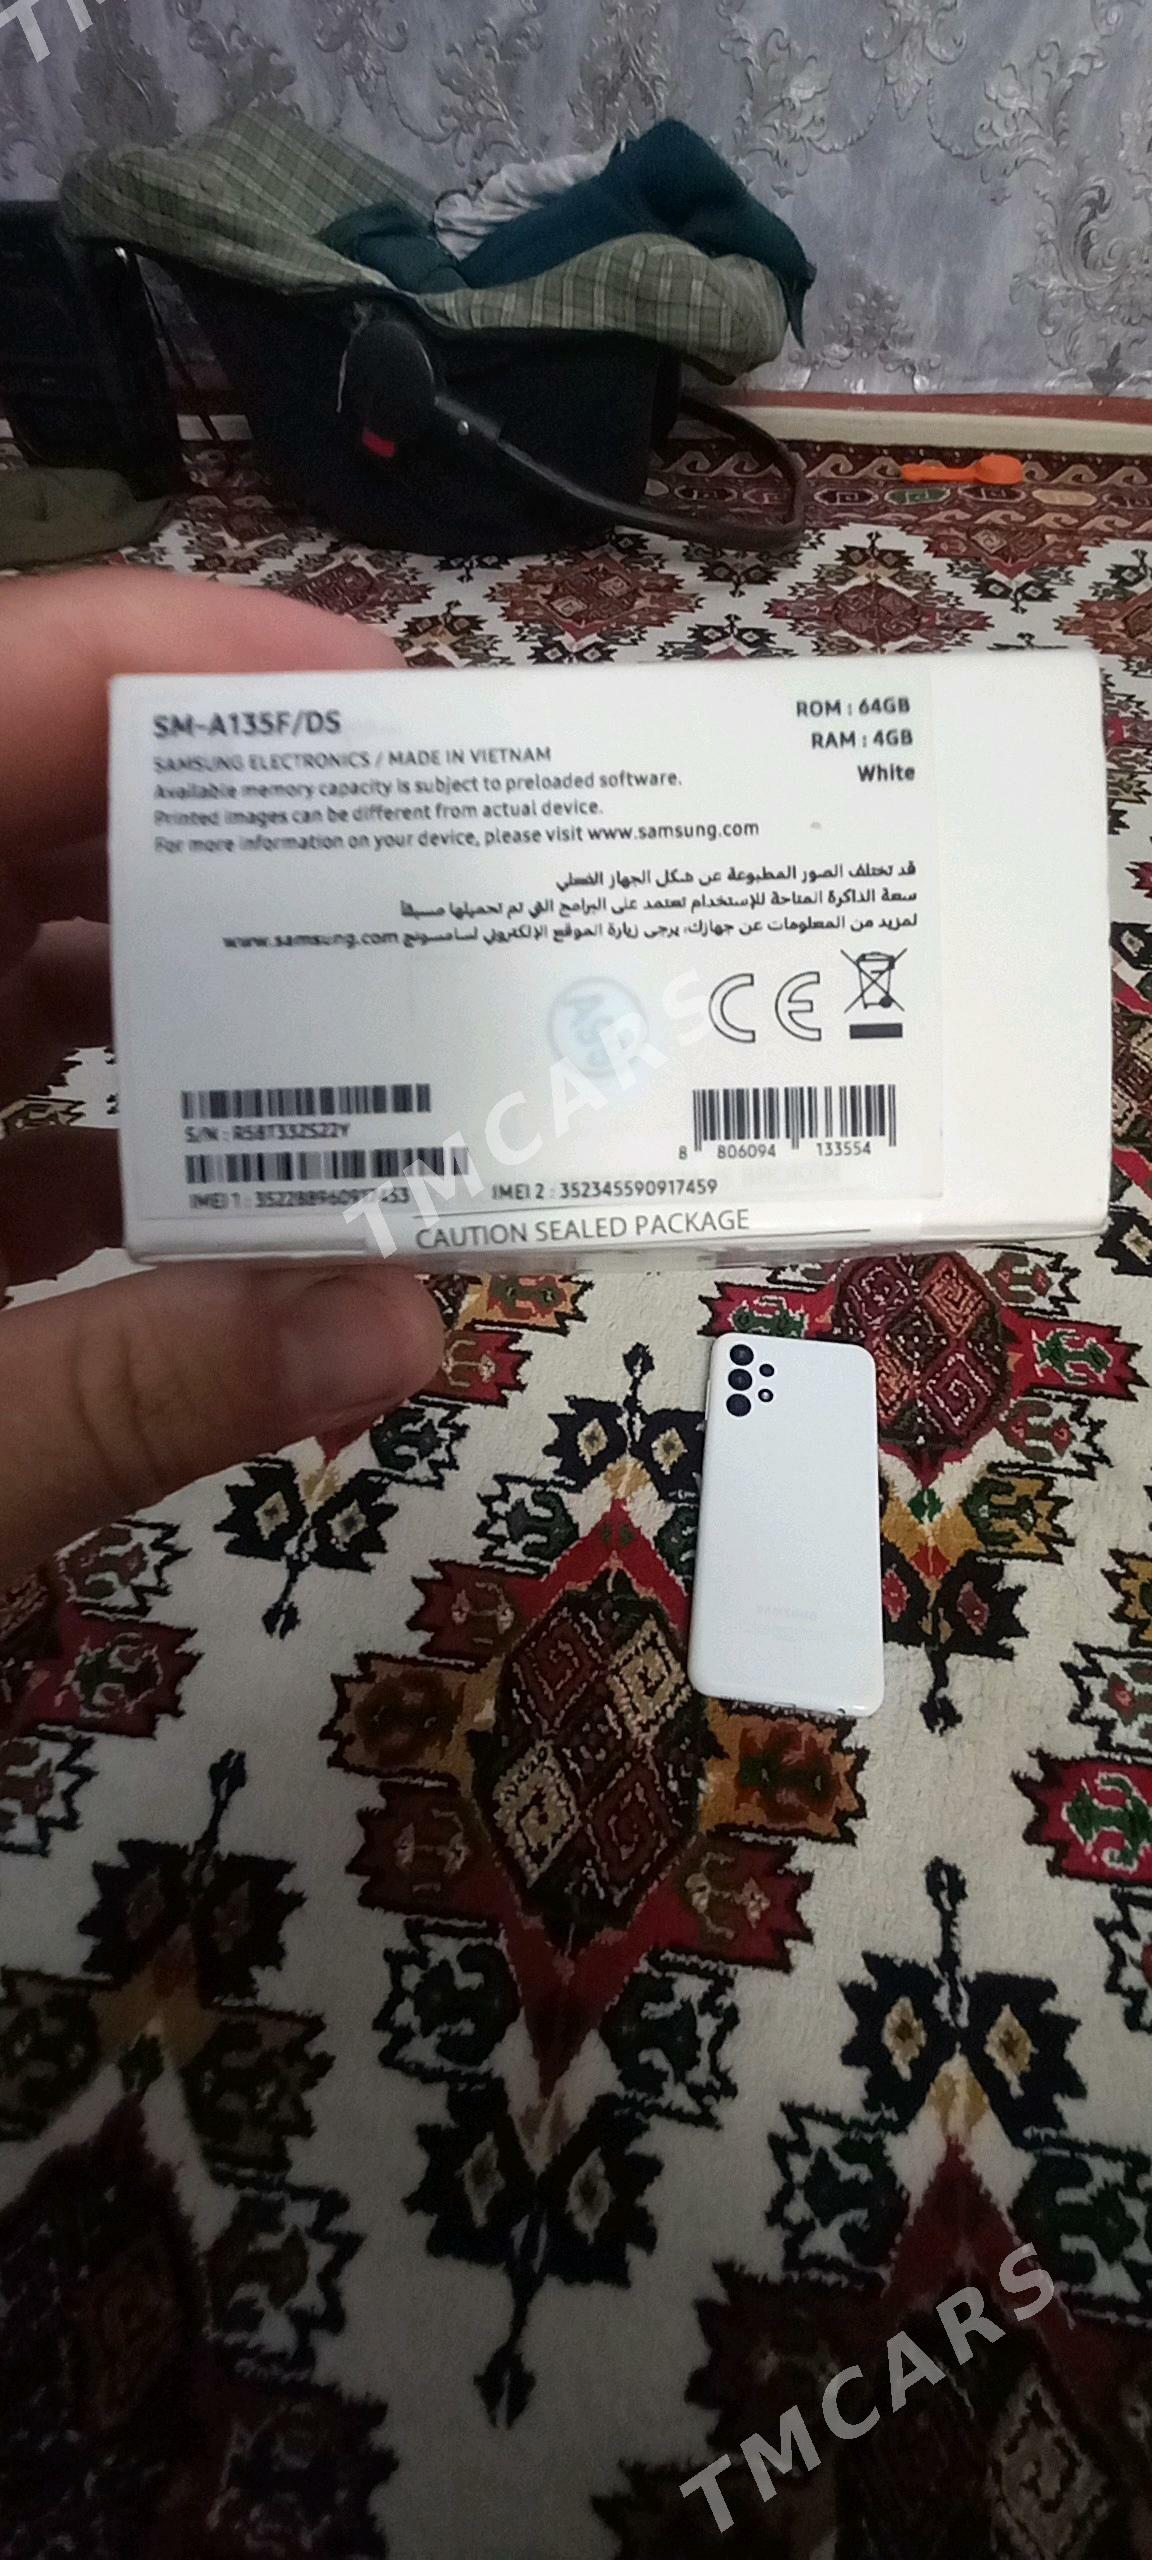 SM-A135F/DS
SAMSUNG ELECTRONICS / MADE IN VIETNAM
Available memory capacity is subject to preloaded software.
Printed images can be different from actual device.
For more information on your device, please visit www.samsung.com
ROM : 64GB
RAM : 4GB
White
قد تختلف الصور المطبوعة عن شكل الجهاز الفعلي
سعة الذاكرة المتاحة للإستخدام تعتمد على البرامج التي تم تحميلها مسبقاً
لمزيد من المعلومات عن جهازك، يرجى زيارة الموقع الإلكتروني لسامسونج www.samsung.com
CE
S/N : R58T33ZS22Y
8 806094 133554
IMEI 1 :
IMEI 2 : 352345590917459
CAUTION SEALED PACKAGE
SAMSUNG
TMCARS
TMCARS